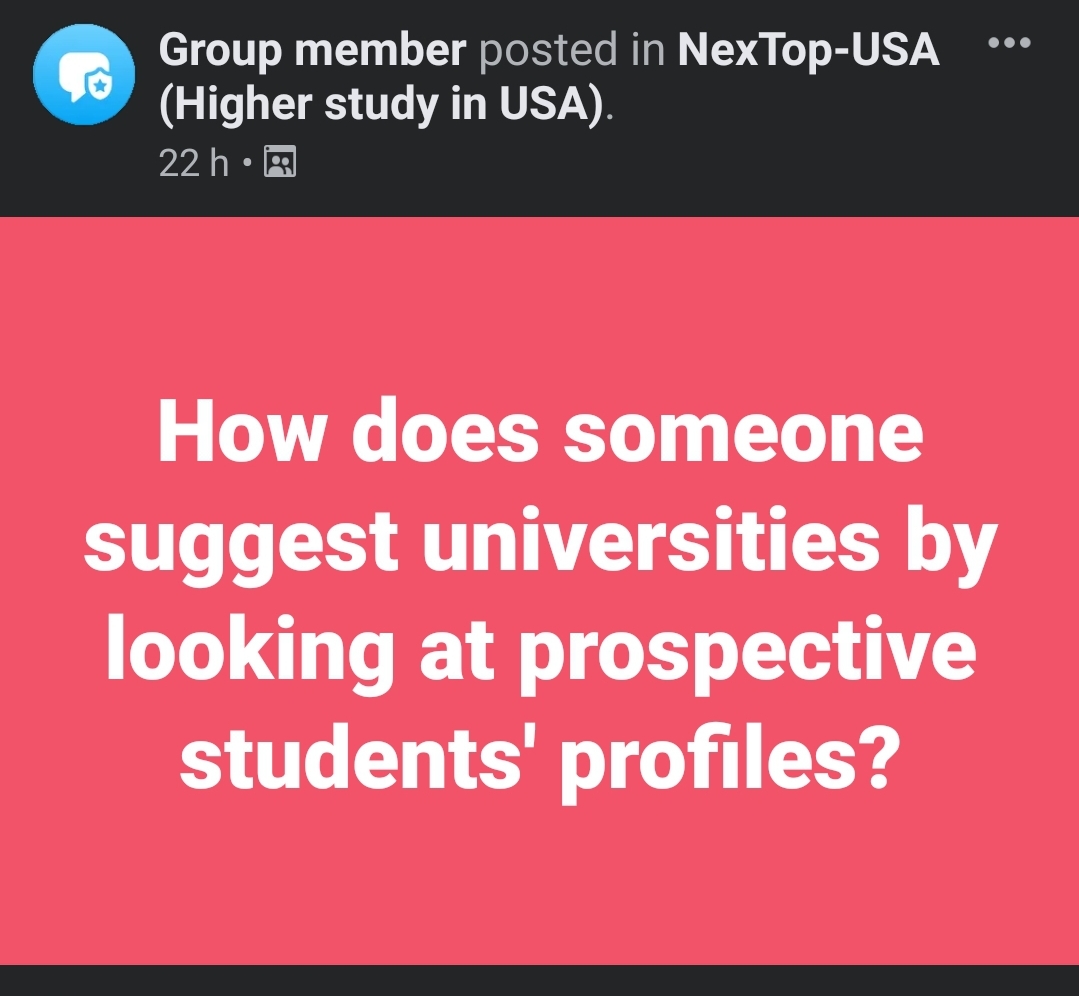 Group member posted in NexTop-USA
(Higher study in USA).
22 h •
How does someone
suggest universities by
looking at prospective
students' profiles?